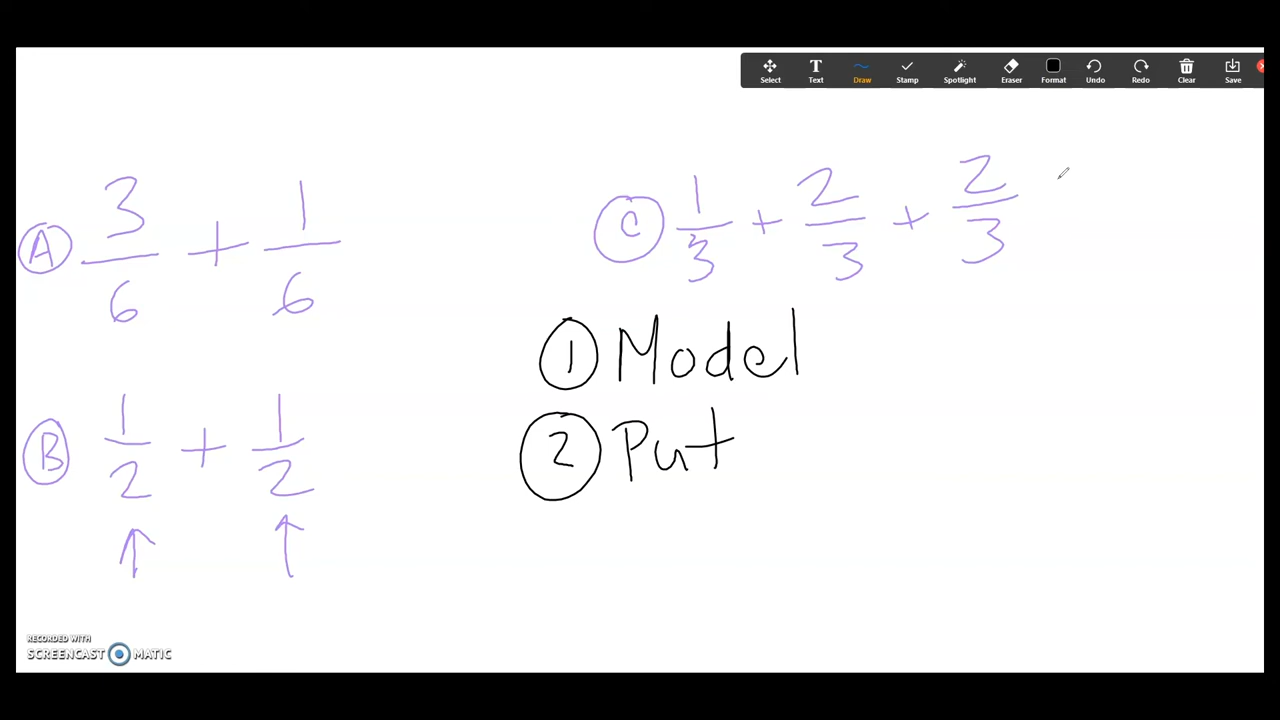 Select Text Draw Stamp Spotlight Eraser Format Undo Redo Clear Save
T
A 3/6 + 1/6
C 1/3 + 2/3 + 2/3
1 Model
2 Put
B 1/2 + 1/2
RECORDED WITH
SCREENCAST MATIC